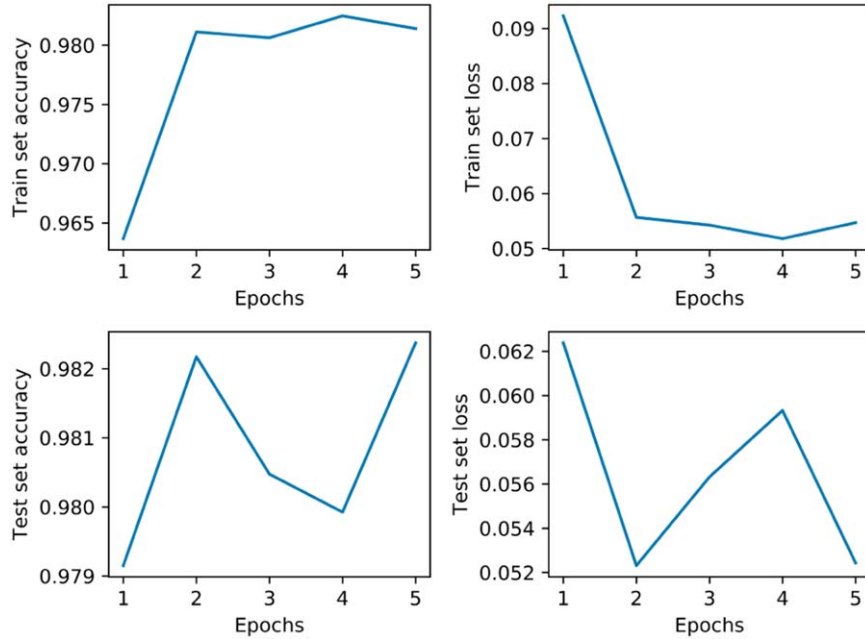 Train set accuracy
0.980
0.975
0.970
0.965
1 2 3 4 5
Epochs
Train set loss
0.09
0.08
0.07
0.06
0.05
1 2 3 4 5
Epochs
Test set accuracy
0.982
0.981
0.980
0.979
1 2 3 4 5
Epochs
Test set loss
0.062
0.060
0.058
0.056
0.054
0.052
1 2 3 4 5
Epochs